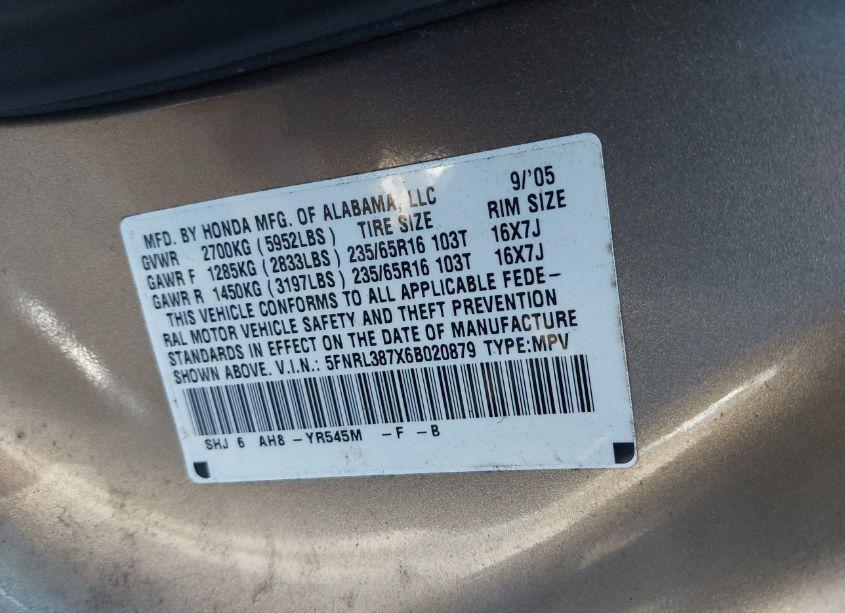 MFD. BY HONDA MFG. OF ALABAMA, LLC 9/'05
GVWR 2700KG (5952LBS) TIRE SIZE RIM SIZE
GAWR F 1285KG (2833LBS) 235/65R16 103T 16X7J
GAWR R 1450KG (3197LBS) 235/65R16 103T 16X7J
THIS VEHICLE CONFORMS TO ALL APPLICABLE FEDE-
RAL MOTOR VEHICLE SAFETY AND THEFT PREVENTION
STANDARDS IN EFFECT ON THE DATE OF MANUFACTURE
SHOWN ABOVE. V.I.N.: 5FNRL387X6B020879 TYPE:MPV
SHJ 6 AH8 - YR545M - F - B